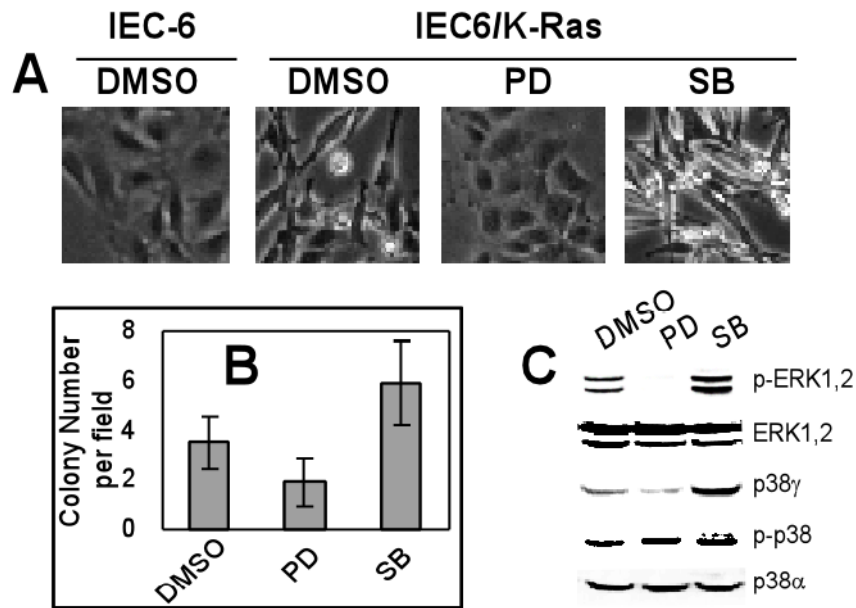 IEC-6 IEC6/K-Ras
A DMSO DMSO PD SB
B
Colony Number
per field
8
6
4
2
0
DMSO PD SB
C
DMSO PD SB
p-ERK1,2
ERK1,2
p38γ
p-p38
p38α